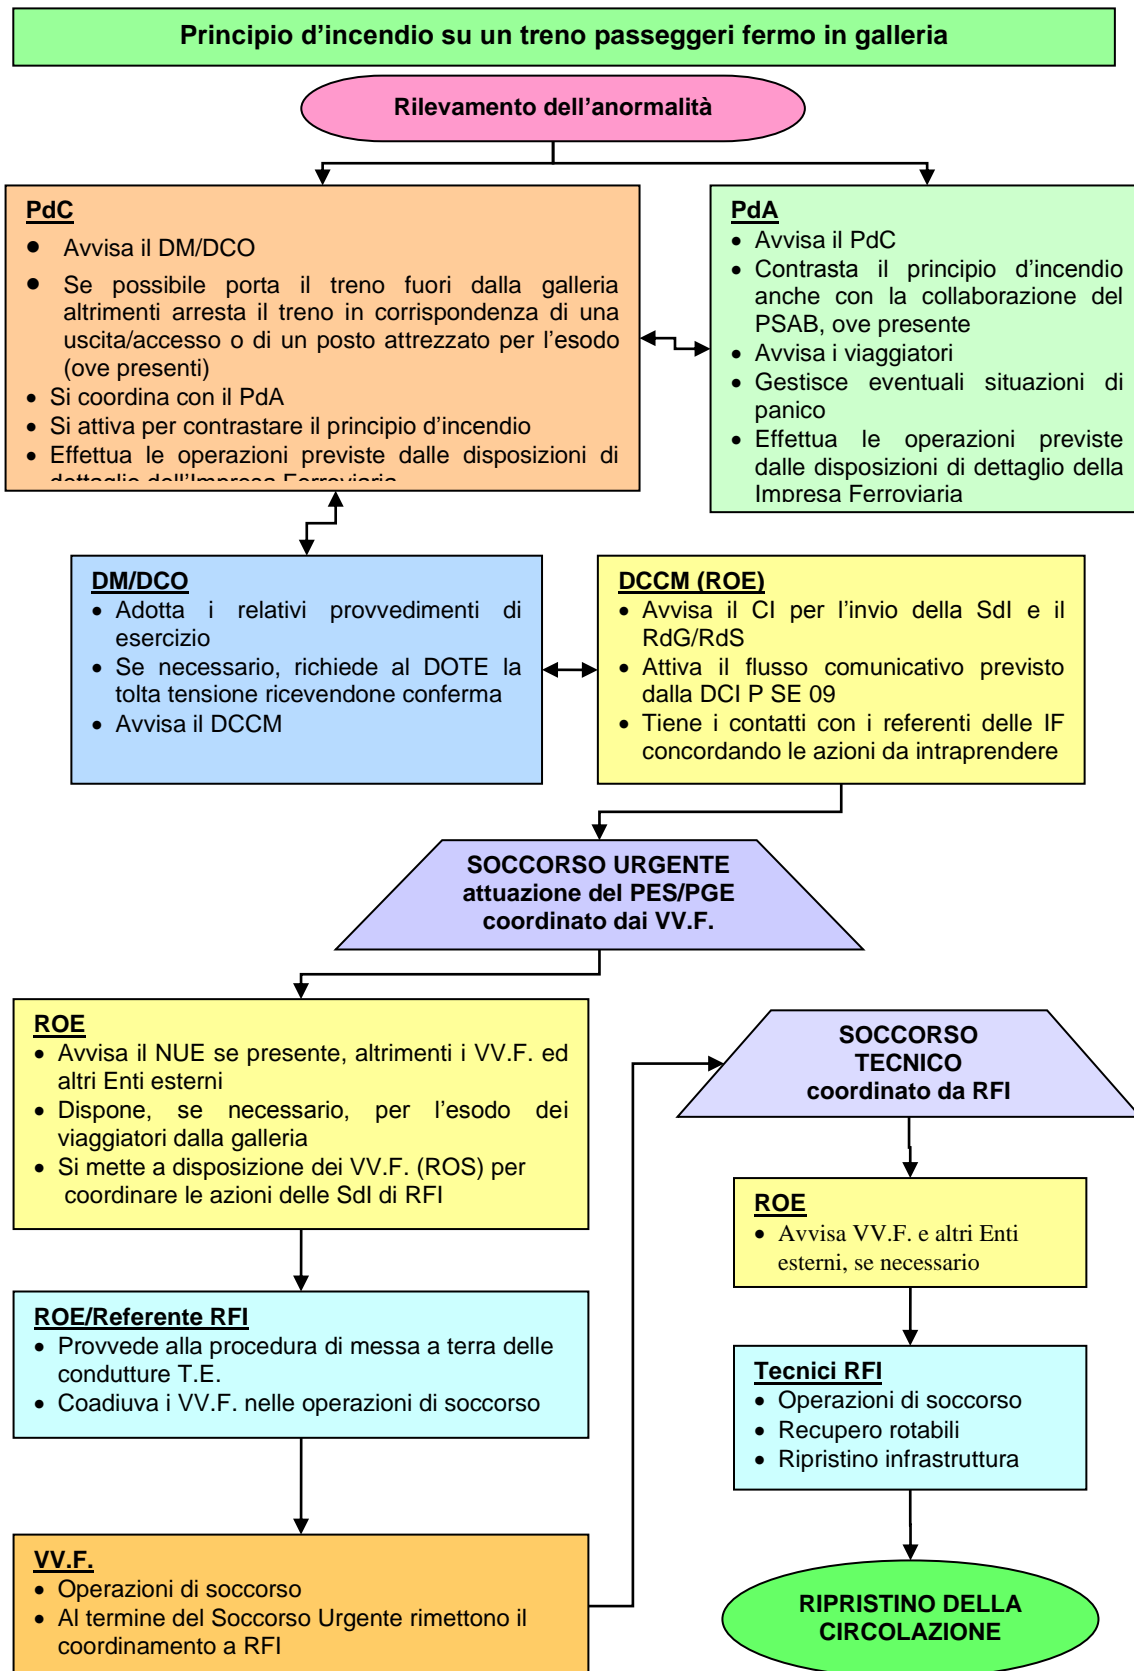 Principio d'incendio su un treno passeggeri fermo in galleria
Rilevamento dell'anormalità
PdC
• Avvisa il DM/DCO
• Se possibile porta il treno fuori dalla galleria
altrimenti arresta il treno in corrispondenza di una
uscita/accesso o di un posto attrezzato per l'esodo
(ove presenti)
• Si coordina con il PdA
• Si attiva per contrastare il principio d'incendio
• Effettua le operazioni previste dalle disposizioni di
dettaglio dell'Impresa Ferroviaria
PdA
• Avvisa il PdC
• Contrasta il principio d'incendio
anche con la collaborazione del
PSAB, ove presente
• Avvisa i viaggiatori
• Gestisce eventuali situazioni di
panico
• Effettua le operazioni previste
dalle disposizioni di dettaglio della
Impresa Ferroviaria
DM/DCO
• Adotta i relativi provvedimenti di
esercizio
• Se necessario, richiede al DOTE la
tolta tensione ricevendone conferma
• Avvisa il DCCM
DCCM (ROE)
• Avvisa il CI per l'invio della SdI e il
RdG/RdS
• Attiva il flusso comunicativo previsto
dalla DCI P SE 09
• Tiene i contatti con i referenti delle IF
concordando le azioni da intraprendere
SOCCORSO URGENTE
attuazione del PES/PGE
coordinato dai VV.F.
ROE
• Avvisa il NUE se presente, altrimenti i VV.F. ed
altri Enti esterni
• Dispone, se necessario, per l'esodo dei
viaggiatori dalla galleria
• Si mette a disposizione dei VV.F. (ROS) per
coordinare le azioni delle SdI di RFI
ROE/Referente RFI
• Provvede alla procedura di messa a terra delle
condutture T.E.
• Coadiuva i VV.F. nelle operazioni di soccorso
VV.F.
• Operazioni di soccorso
• Al termine del Soccorso Urgente rimettono il
coordinamento a RFI
SOCCORSO
TECNICO
coordinato da RFI
ROE
• Avvisa VV.F. e altri Enti
esterni, se necessario
Tecnici RFI
• Operazioni di soccorso
• Recupero rotabili
• Ripristino infrastruttura
RIPRISTINO DELLA
CIRCOLAZIONE